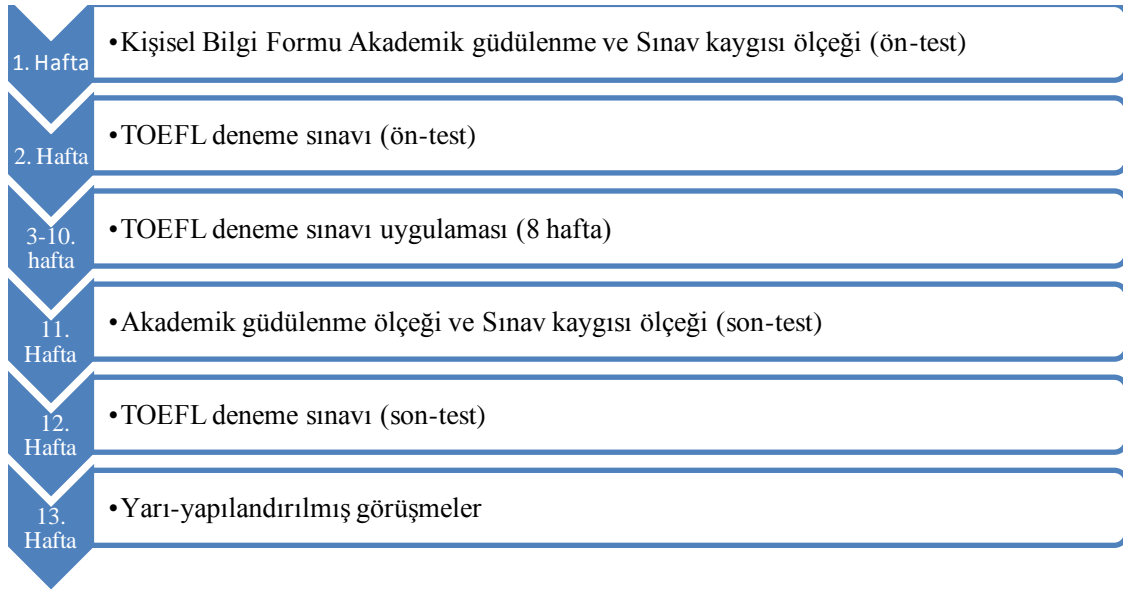 1. Hafta
•Kişisel Bilgi Formu Akademik güdülenme ve Sınav kaygısı ölçeği (ön-test)
2. Hafta
•TOEFL deneme sınavı (ön-test)
3-10.
hafta
•TOEFL deneme sınavı uygulaması (8 hafta)
11.
Hafta
•Akademik güdülenme ölçeği ve Sınav kaygısı ölçeği (son-test)
12.
Hafta
•TOEFL deneme sınavı (son-test)
13.
Hafta
•Yarı-yapılandırılmış görüşmeler